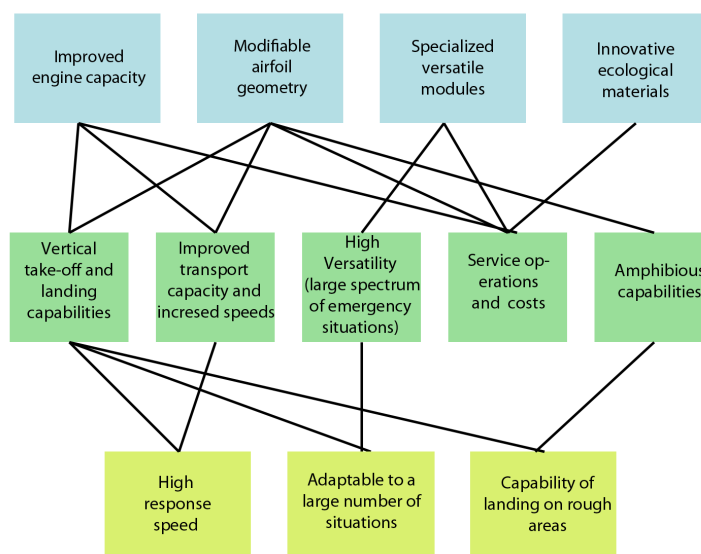 Improved
engine capacity
Modifiable
airfoil
geometry
Specialized
versatile
modules
Innovative
ecological
materials
Vertical
take-off and
landing
capabilities
Improved
transport
capacity and
incresed speeds
High
Versatility
(large spectrum
of emergency
situations)
Service op-
erations
and costs
Amphibious
capabilities
High
response
speed
Adaptable to a
large number of
situations
Capability of
landing on rough
areas